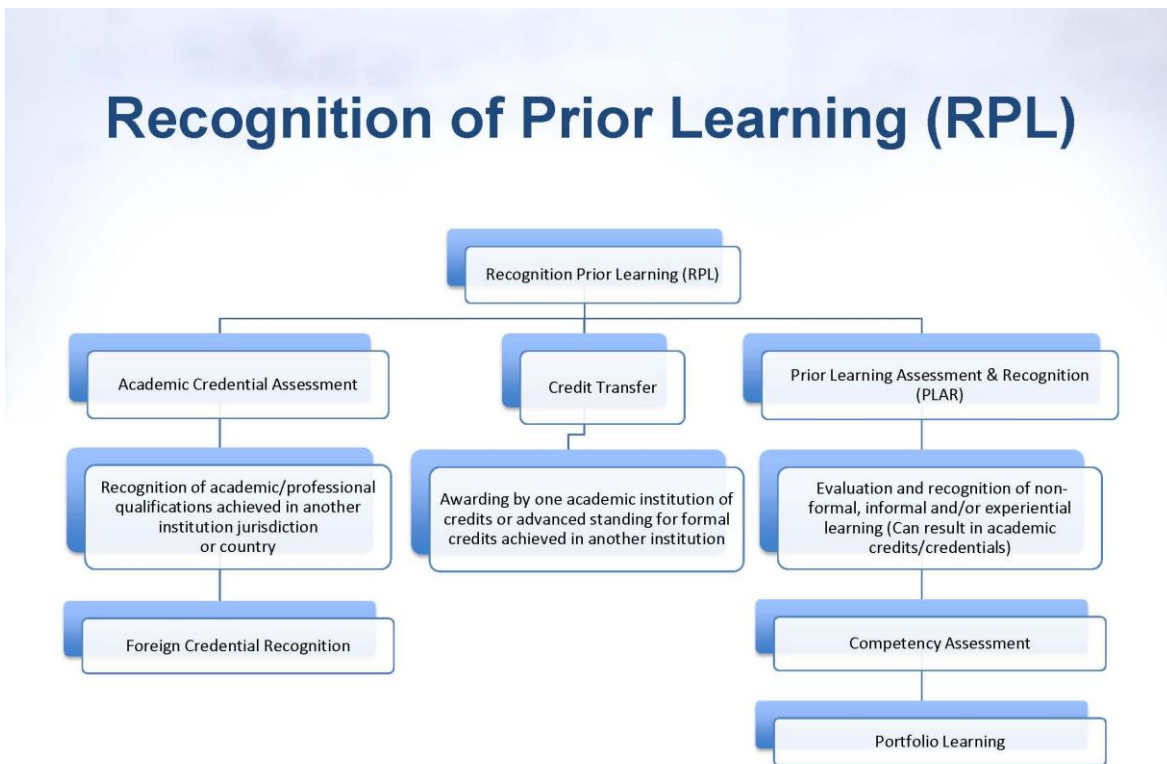 Recognition of Prior Learning (RPL)
Recognition Prior Learning (RPL)
Academic Credential Assessment
Credit Transfer
Prior Learning Assessment & Recognition
(PLAR)
Recognition of academic/professional
qualifications achieved in another
institution jurisdiction
or country
Awarding by one academic institution of
credits or advanced standing for formal
credits achieved in another institution
Evaluation and recognition of non-
formal, informal and/or experiential
learning (Can result in academic
credits/credentials)
Foreign Credential Recognition
Competency Assessment
Portfolio Learning